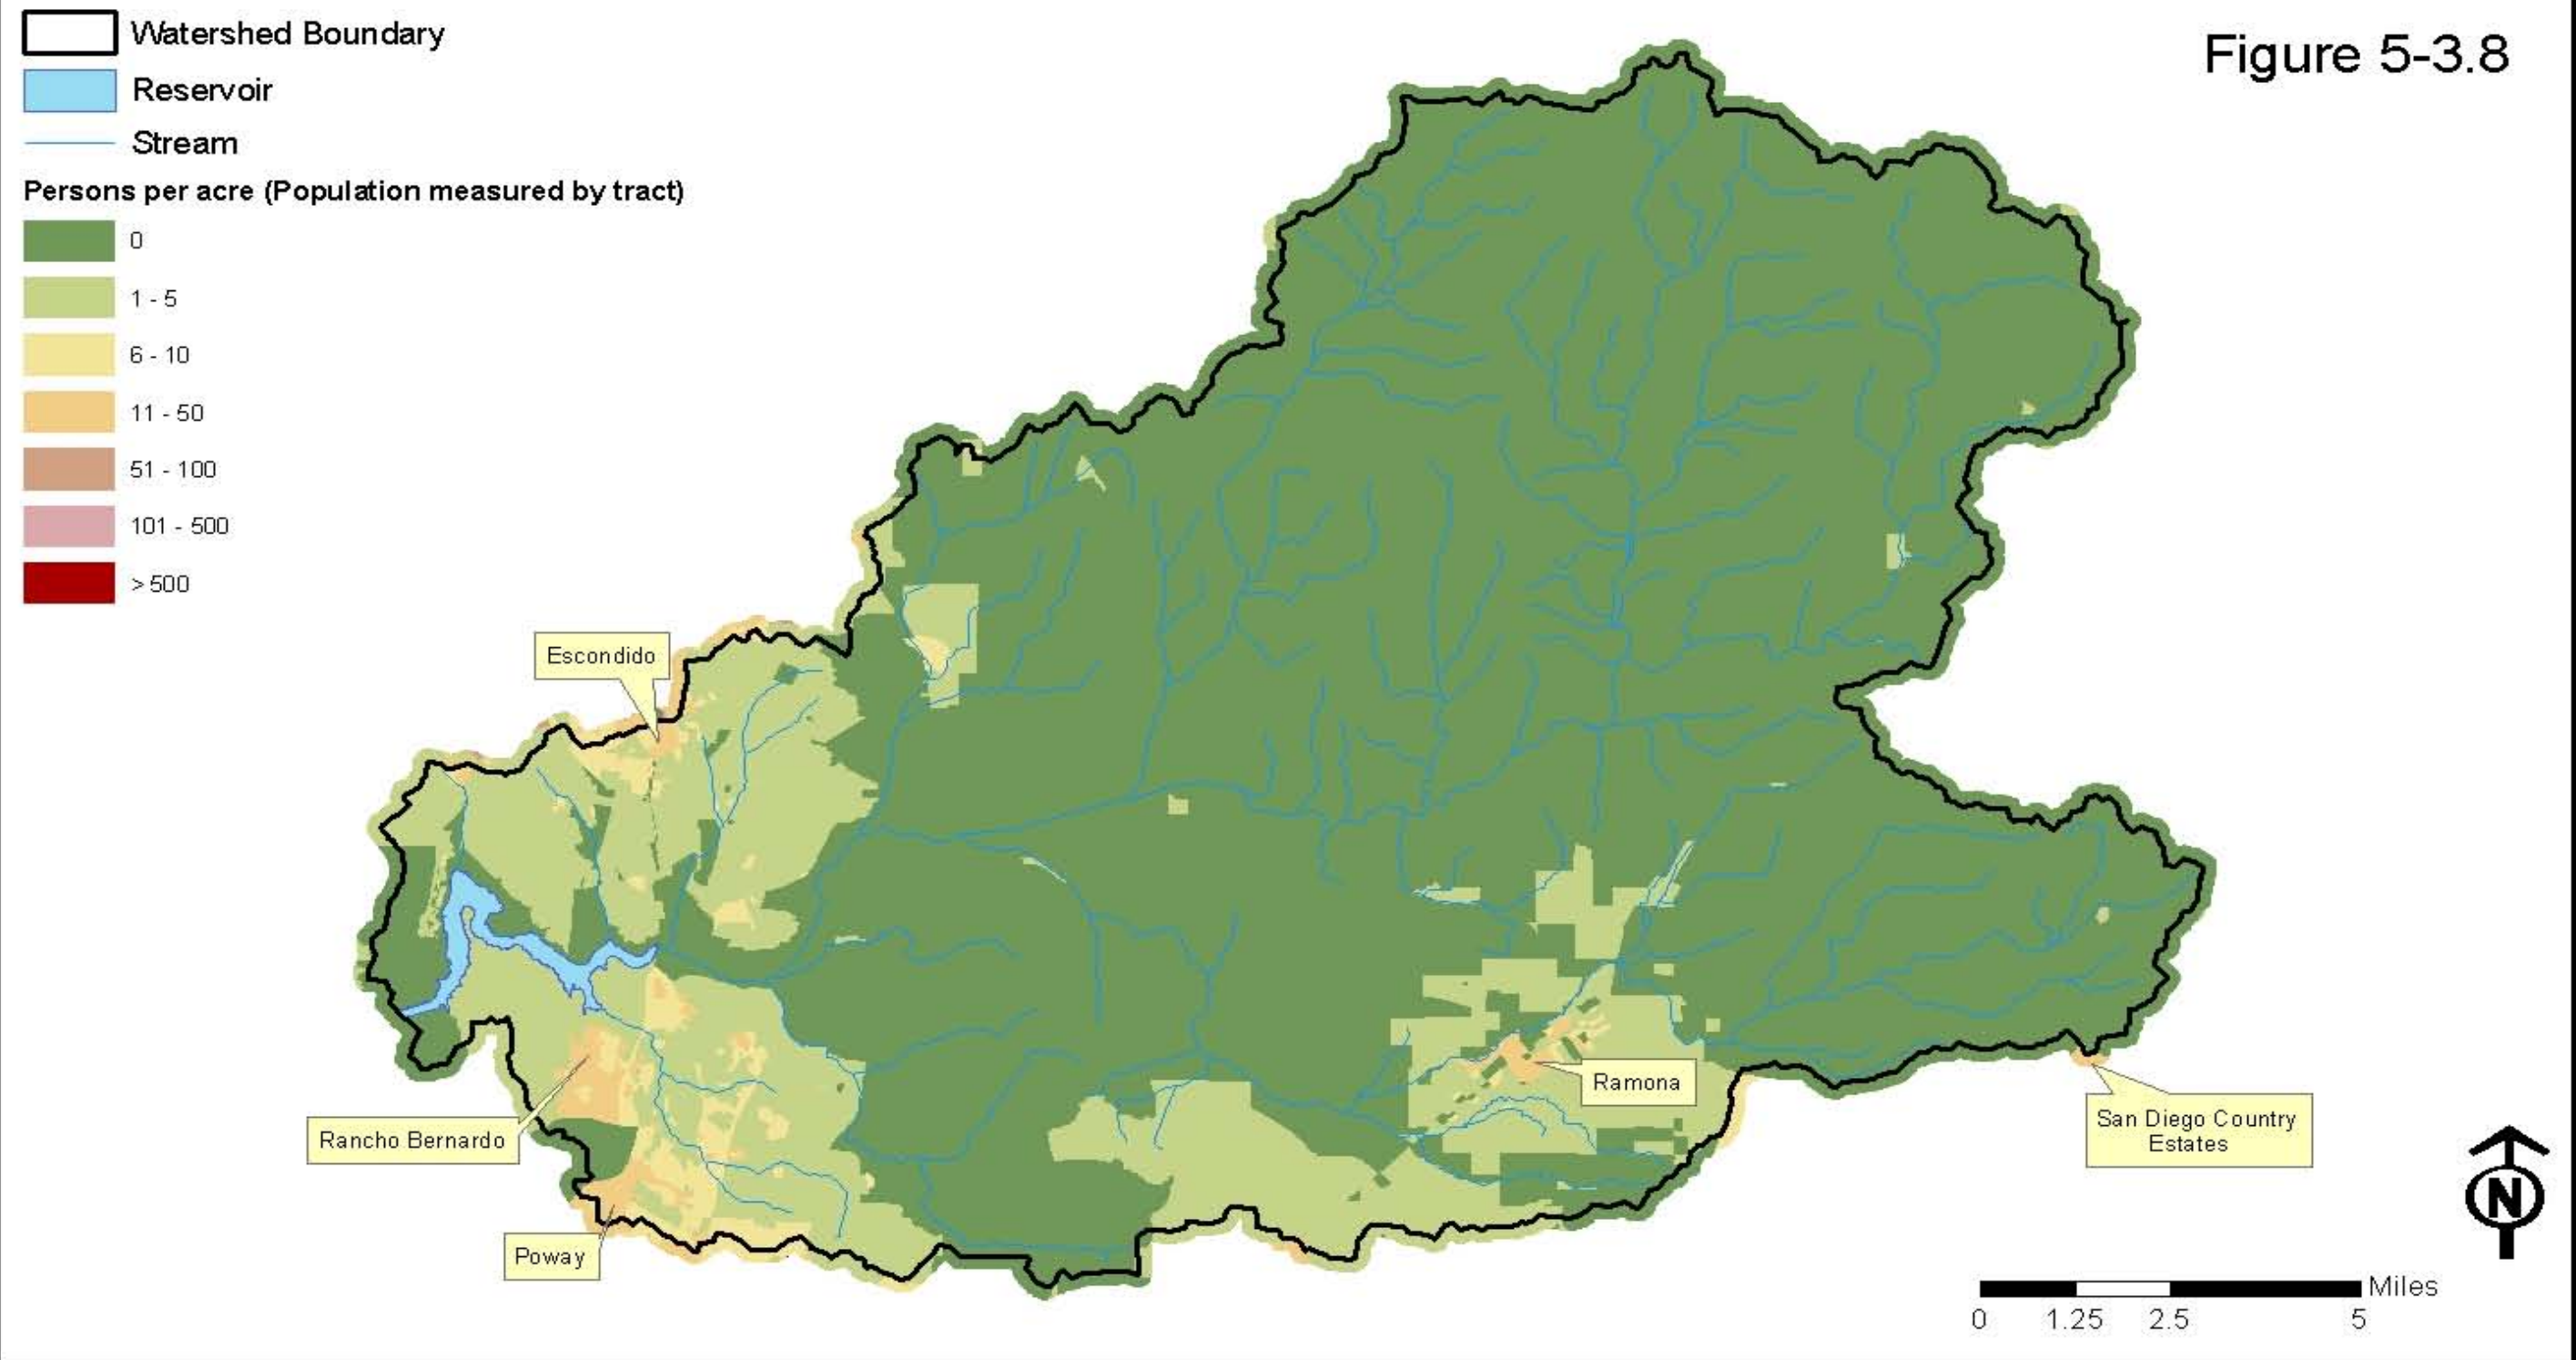 Figure 5-3.8
Watershed Boundary
Reservoir
Stream
Persons per acre (Population measured by tract)
0
1 - 5
6 - 10
11 - 50
51 - 100
101 - 500
> 500
Escondido
Ramona
Rancho Bernardo
San Diego Country
Estates
Poway
N
Miles
0 1.25 2.5 5